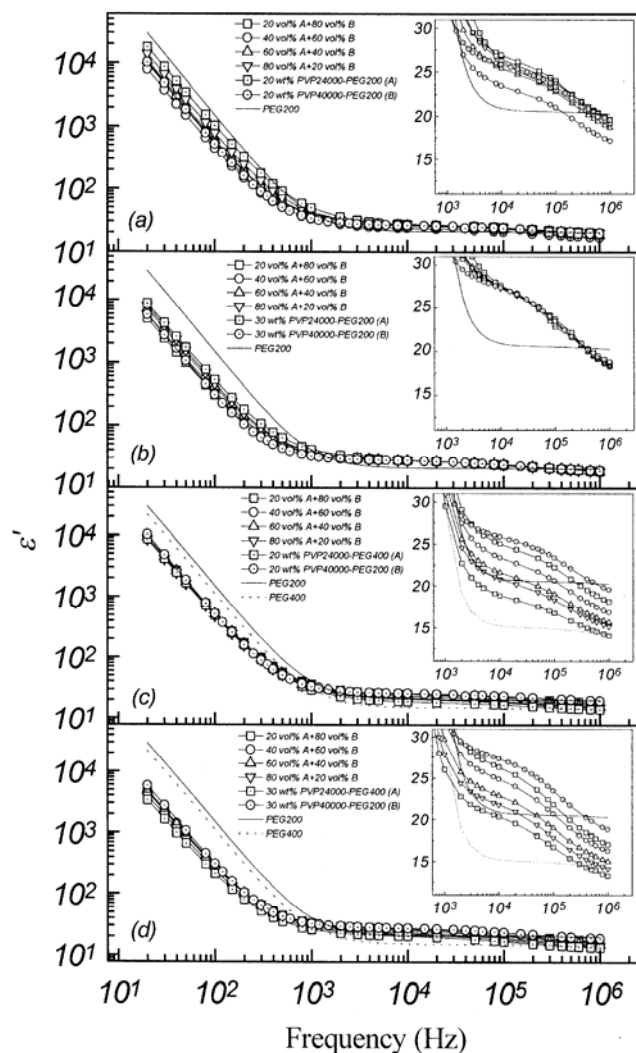 20 vol% A+80 vol% B
40 vol% A+60 vol% B
60 vol% A+40 vol% B
80 vol% A+20 vol% B
20 wt% PVP24000-PEG200 (A)
20 wt% PVP40000-PEG200 (B)
PEG200
10⁴
10³
10²
10¹
(a)
30
25
20
15
10³ 10⁴ 10⁵ 10⁶
20 vol% A+80 vol% B
40 vol% A+60 vol% B
60 vol% A+40 vol% B
80 vol% A+20 vol% B
30 wt% PVP24000-PEG200 (A)
30 wt% PVP40000-PEG200 (B)
PEG200
10⁴
10³
10²
10¹
(b)
30
25
20
15
10³ 10⁴ 10⁵ 10⁶
ε'
20 vol% A+80 vol% B
40 vol% A+60 vol% B
60 vol% A+40 vol% B
80 vol% A+20 vol% B
20 wt% PVP24000-PEG400 (A)
20 wt% PVP40000-PEG200 (B)
PEG200
PEG400
10⁴
10³
10²
10¹
(c)
30
25
20
15
10³ 10⁴ 10⁵ 10⁶
20 vol% A+80 vol% B
40 vol% A+60 vol% B
60 vol% A+40 vol% B
80 vol% A+20 vol% B
30 wt% PVP24000-PEG400 (A)
30 wt% PVP40000-PEG200 (B)
PEG200
PEG400
10⁴
10³
10²
10¹
(d)
30
25
20
15
10³ 10⁴ 10⁵ 10⁶
10¹ 10² 10³ 10⁴ 10⁵ 10⁶
Frequency (Hz)